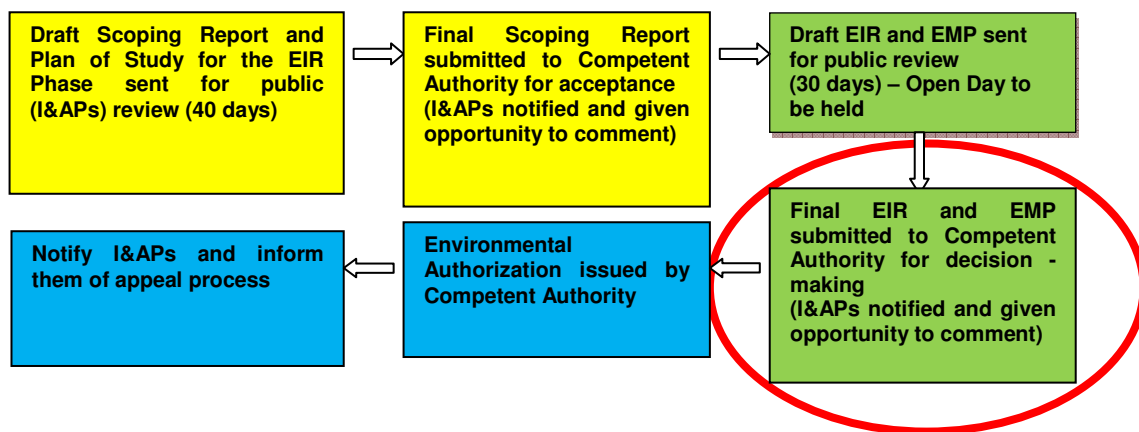 Draft Scoping Report and
Plan of Study for the EIR
Phase sent for public
(I&APs) review (40 days)
Final Scoping Report
submitted to Competent
Authority for acceptance
(I&APs notified and given
opportunity to comment)
Draft EIR and EMP sent
for public review
(30 days) – Open Day to
be held
Final EIR and EMP
submitted to Competent
Authority for decision -
making
(I&APs notified and given
opportunity to comment)
Environmental
Authorization issued by
Competent Authority
Notify I&APs and inform
them of appeal process